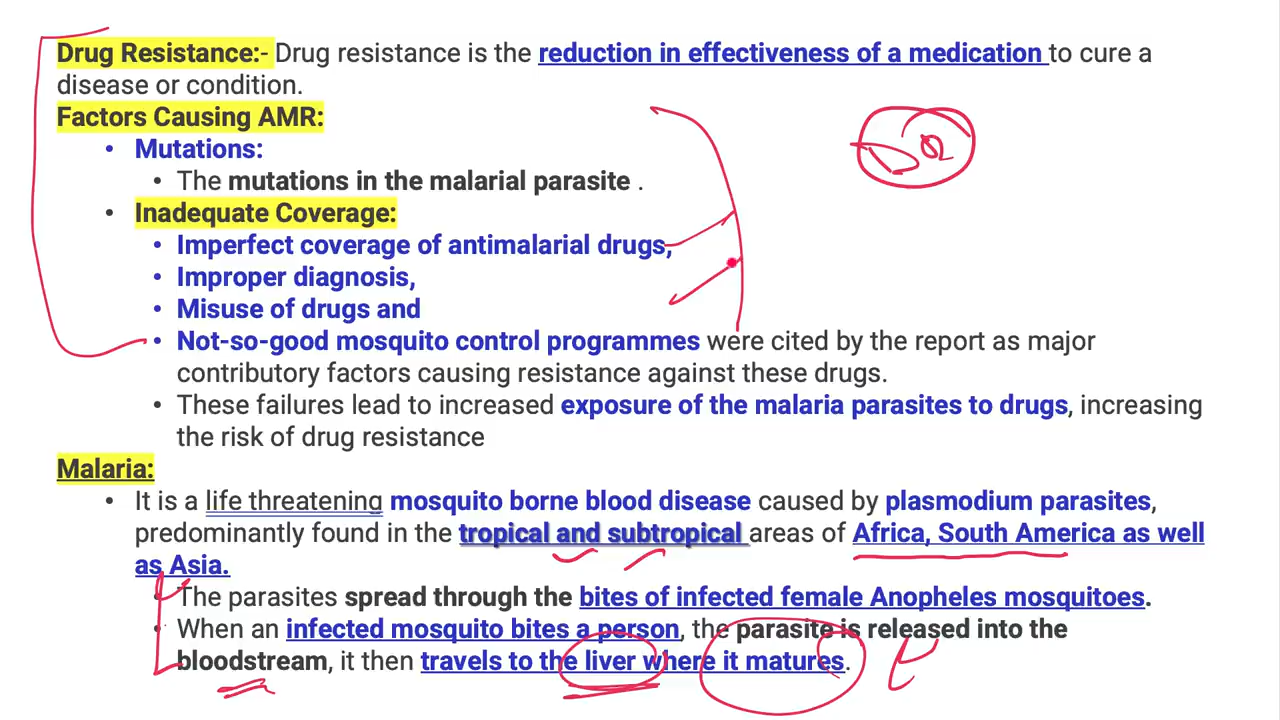 Drug Resistance:- Drug resistance is the reduction in effectiveness of a medication to cure a
disease or condition.
Factors Causing AMR:
• Mutations:
• The mutations in the malarial parasite .
• Inadequate Coverage:
• Imperfect coverage of antimalarial drugs,
• Improper diagnosis,
• Misuse of drugs and
• Not-so-good mosquito control programmes were cited by the report as major
contributory factors causing resistance against these drugs.
• These failures lead to increased exposure of the malaria parasites to drugs, increasing
the risk of drug resistance
Malaria:
• It is a life threatening mosquito borne blood disease caused by plasmodium parasites,
predominantly found in the tropical and subtropical areas of Africa, South America as well
as Asia.
• The parasites spread through the bites of infected female Anopheles mosquitoes.
• When an infected mosquito bites a person, the parasite is released into the
bloodstream, it then travels to the liver where it matures.